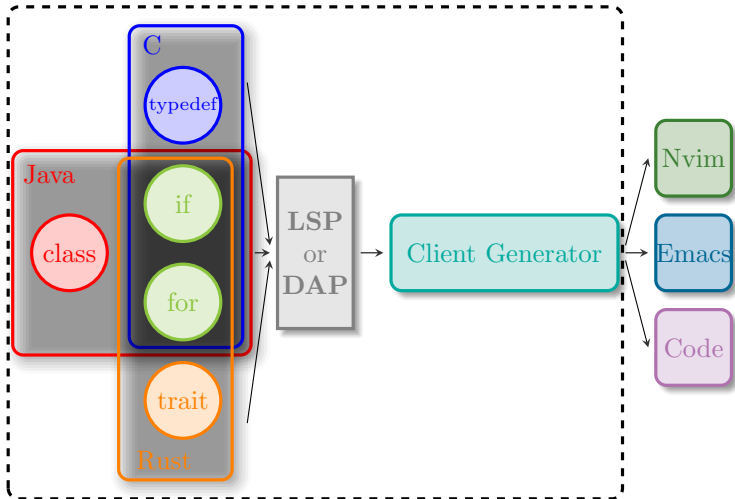 C
typedef
Java
if
class
for
trait
Rust
LSP
or
DAP
Client Generator
Nvim
Emacs
Code